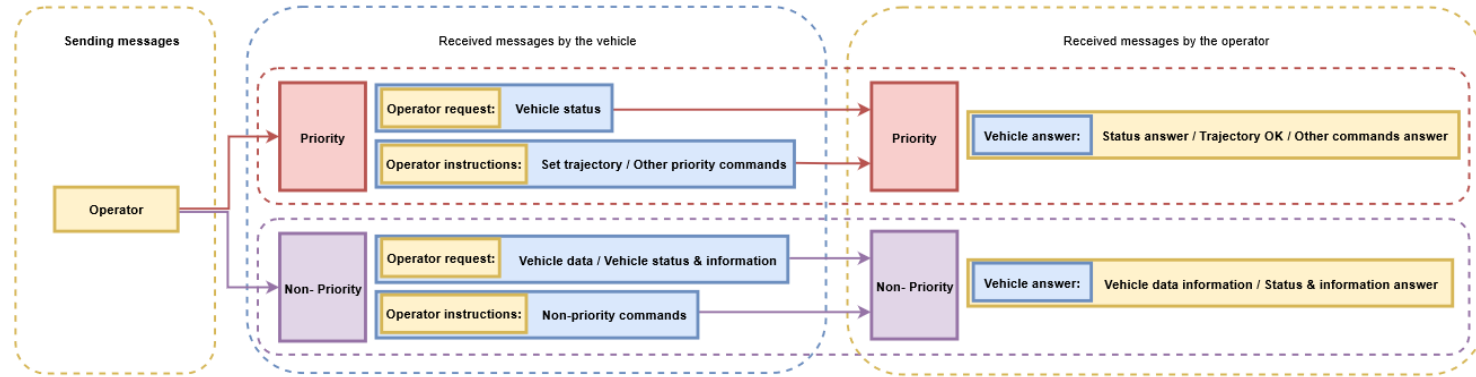 Sending messages
Received messages by the vehicle
Received messages by the operator
Operator
Priority
Operator request: Vehicle status
Operator instructions: Set trajectory / Other priority commands
Priority
Vehicle answer: Status answer / Trajectory OK / Other commands answer
Non- Priority
Operator request: Vehicle data / Vehicle status & information
Operator instructions: Non-priority commands
Non- Priority
Vehicle answer: Vehicle data information / Status & information answer